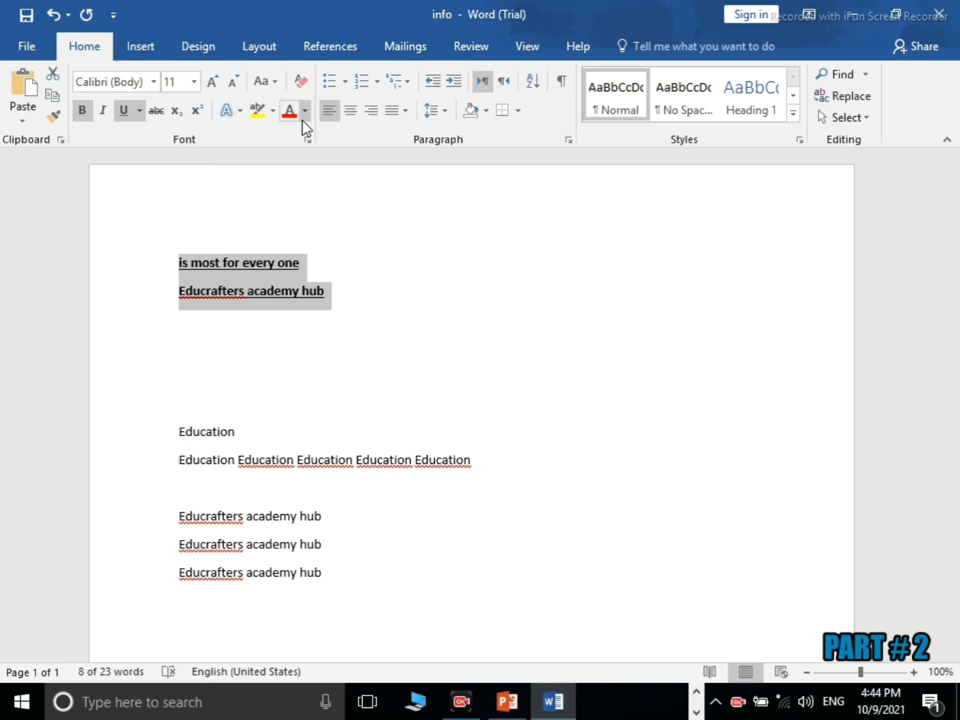 info - Word (Trial)
Sign in
Recorded with iFun Screen Recorder
File Home Insert Design Layout References Mailings Review View Help Tell me what you want to do Share
Paste
Calibri (Body) 11 Aa
B I U abc x₂ x² A A
AaBbCcDc AaBbCcDc AaBbCc
¶ Normal ¶ No Spac... Heading 1
Find
Replace
Select
Clipboard Font Paragraph Styles Editing
is most for every one
Educrafters academy hub
Education
Education Education Education Education Education
Educrafters academy hub
Educrafters academy hub
Educrafters academy hub
PART # 2
Page 1 of 1 8 of 23 words English (United States) 100%
Type here to search
ENG
4:44 PM
10/9/2021
1